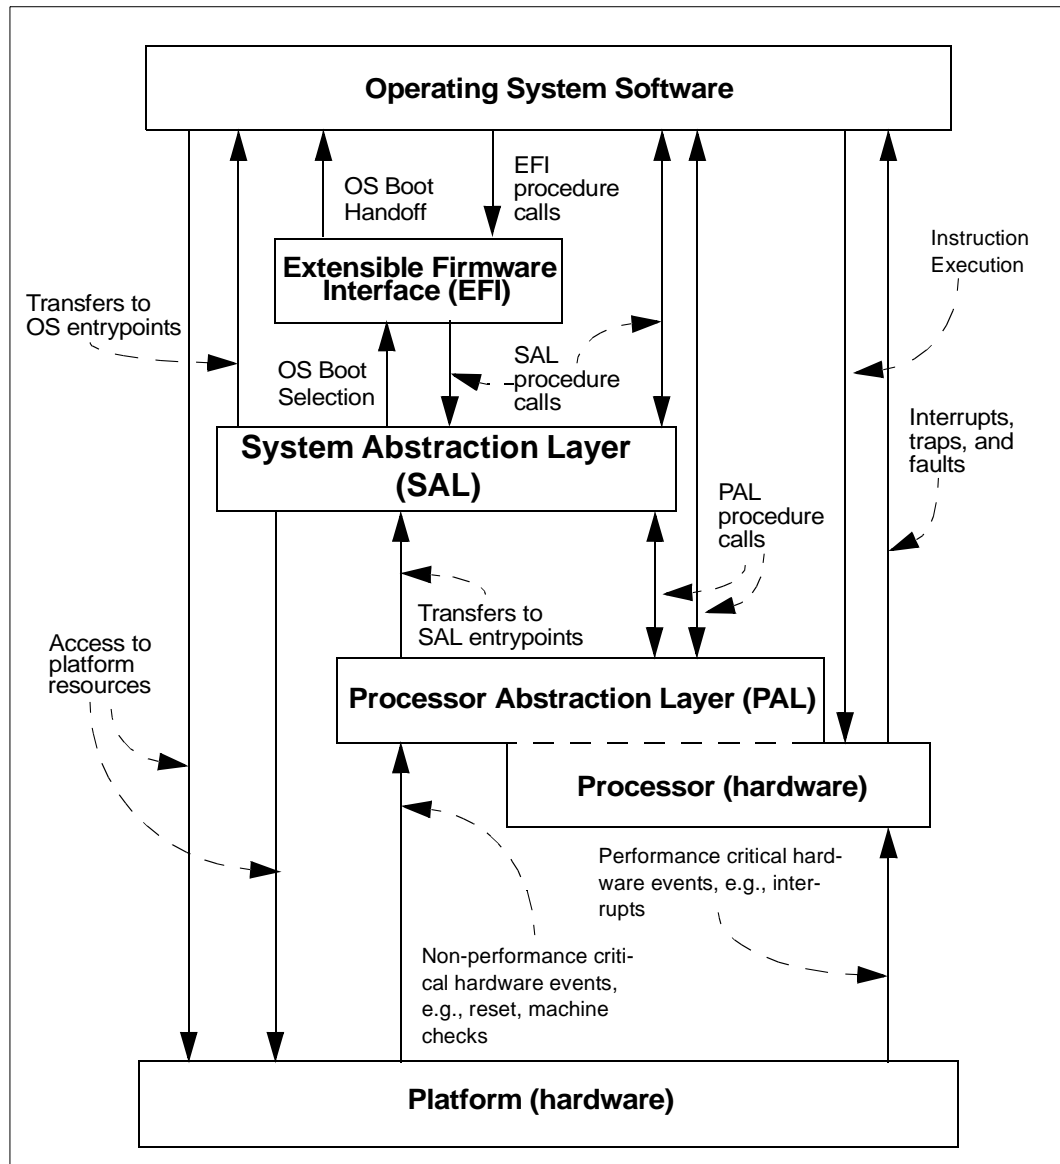 Operating System Software
OS Boot
Handoff
EFI
procedure
calls
Instruction
Execution
Extensible Firmware
Interface (EFI)
Transfers to
OS entrypoints
OS Boot
Selection
SAL
procedure
calls
Interrupts,
traps, and
faults
System Abstraction Layer
(SAL)
PAL
procedure
calls
Transfers to
SAL entrypoints
Access to
platform
resources
Processor Abstraction Layer (PAL)
Processor (hardware)
Performance critical hard-
ware events, e.g., inter-
rupts
Non-performance criti-
cal hardware events,
e.g., reset, machine
checks
Platform (hardware)